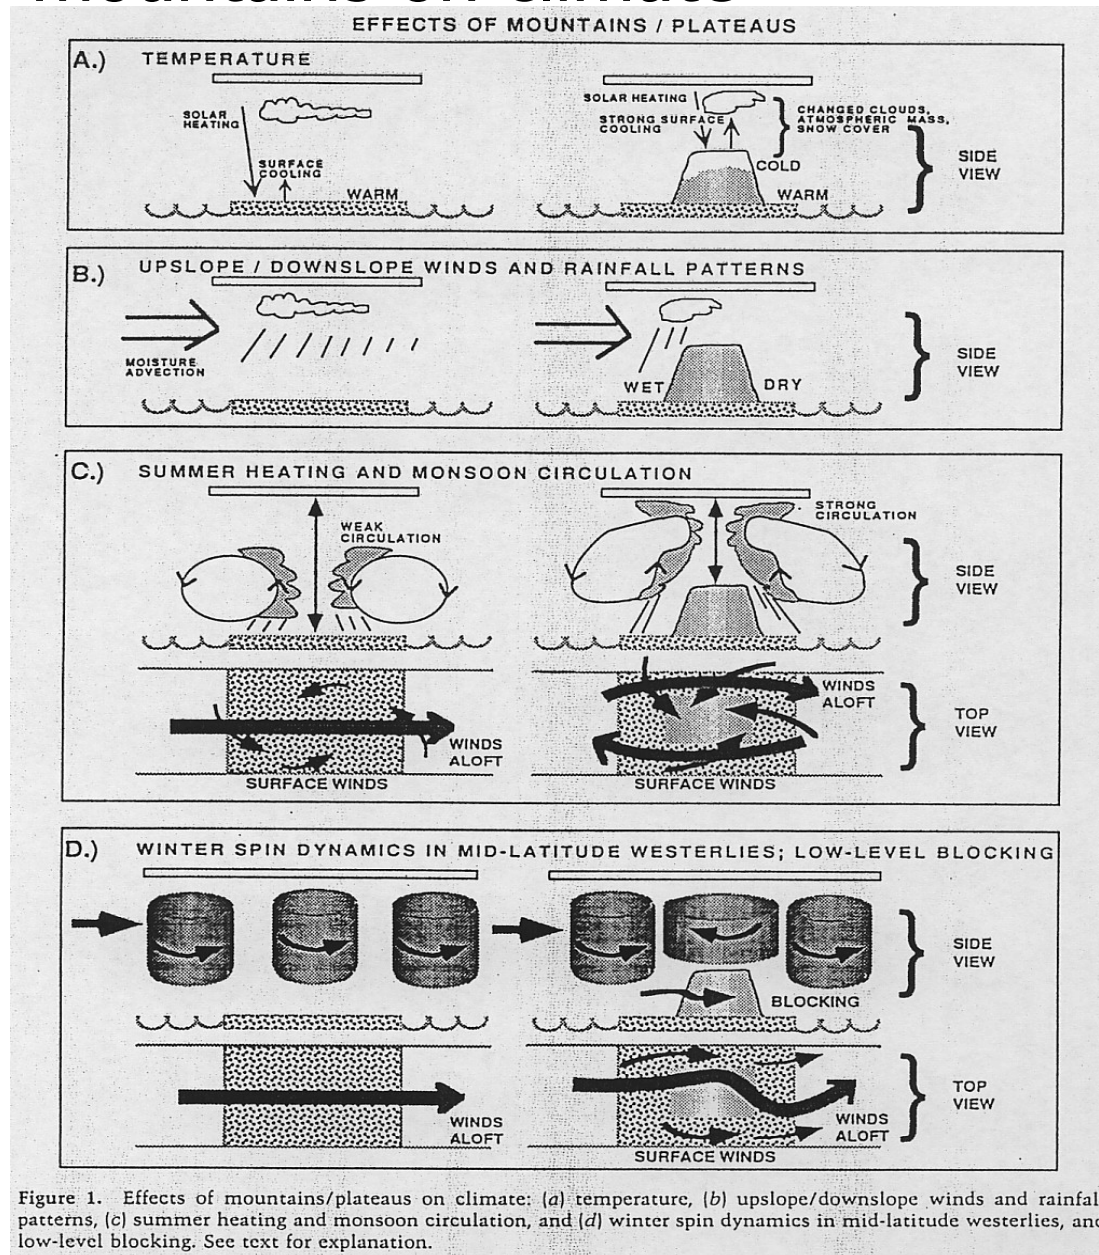 mountains on climate
EFFECTS OF MOUNTAINS / PLATEAUS
A.) TEMPERATURE
SOLAR
HEATING
SURFACE
COOLING
WARM
SOLAR HEATING
STRONG SURFACE
COOLING
CHANGED CLOUDS,
ATMOSPHERIC MASS,
SNOW COVER
COLD
WARM
SIDE
VIEW
B.) UPSLOPE / DOWNSLOPE WINDS AND RAINFALL PATTERNS
MOISTURE
ADVECTION
WET
DRY
SIDE
VIEW
C.) SUMMER HEATING AND MONSOON CIRCULATION
WEAK
CIRCULATION
STRONG
CIRCULATION
SIDE
VIEW
WINDS
ALOFT
SURFACE WINDS
WINDS
ALOFT
SURFACE WINDS
TOP
VIEW
D.) WINTER SPIN DYNAMICS IN MID-LATITUDE WESTERLIES; LOW-LEVEL BLOCKING
BLOCKING
SIDE
VIEW
WINDS
ALOFT
WINDS
ALOFT
SURFACE WINDS
TOP
VIEW
Figure 1. Effects of mountains/plateaus on climate: (a) temperature, (b) upslope/downslope winds and rainfal
patterns, (c) summer heating and monsoon circulation, and (d) winter spin dynamics in mid-latitude westerlies, and
low-level blocking. See text for explanation.